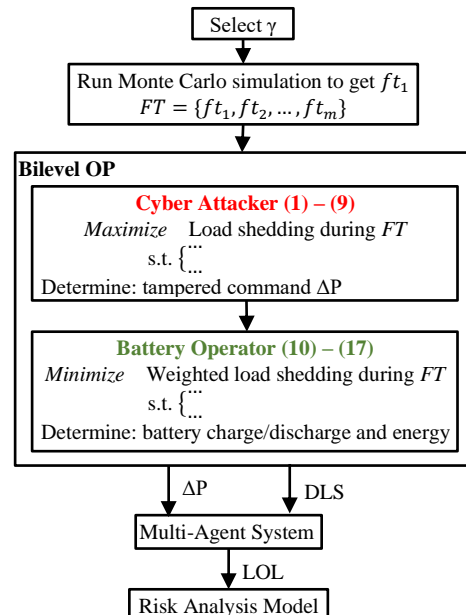 Select γ
Run Monte Carlo simulation to get 𝑓𝑡₁
𝐹𝑇 = {𝑓𝑡₁, 𝑓𝑡₂, … , 𝑓𝑡ₘ}
Bilevel OP
Cyber Attacker (1) – (9)
Maximize Load shedding during FT
s.t. {…
…
Determine: tampered command ΔP
Battery Operator (10) – (17)
Minimize Weighted load shedding during FT
s.t. {…
…
Determine: battery charge/discharge and energy
ΔP DLS
Multi-Agent System
LOL
Risk Analysis Model